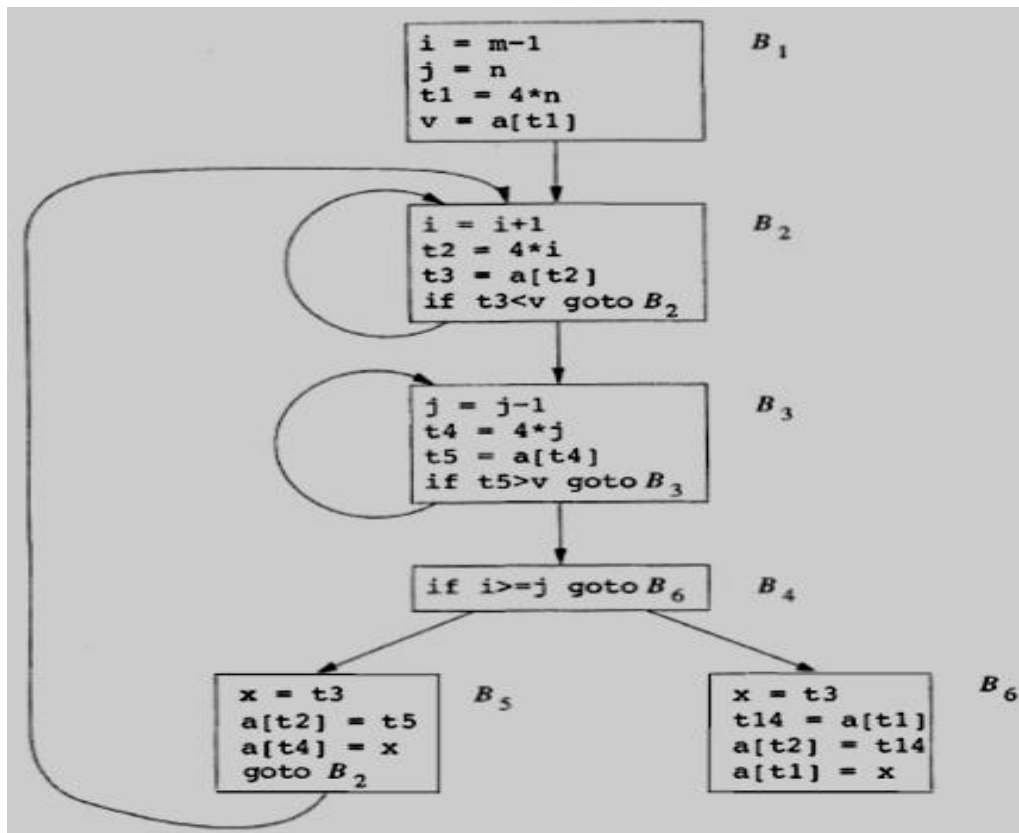 i = m-1
j = n
t1 = 4*n
v = a[t1]
B1
i = i+1
t2 = 4*i
t3 = a[t2]
if t3<v goto B2
B2
j = j-1
t4 = 4*j
t5 = a[t4]
if t5>v goto B3
B3
if i>=j goto B6
B4
x = t3
a[t2] = t5
a[t4] = x
goto B2
B5
x = t3
t14 = a[t1]
a[t2] = t14
a[t1] = x
B6